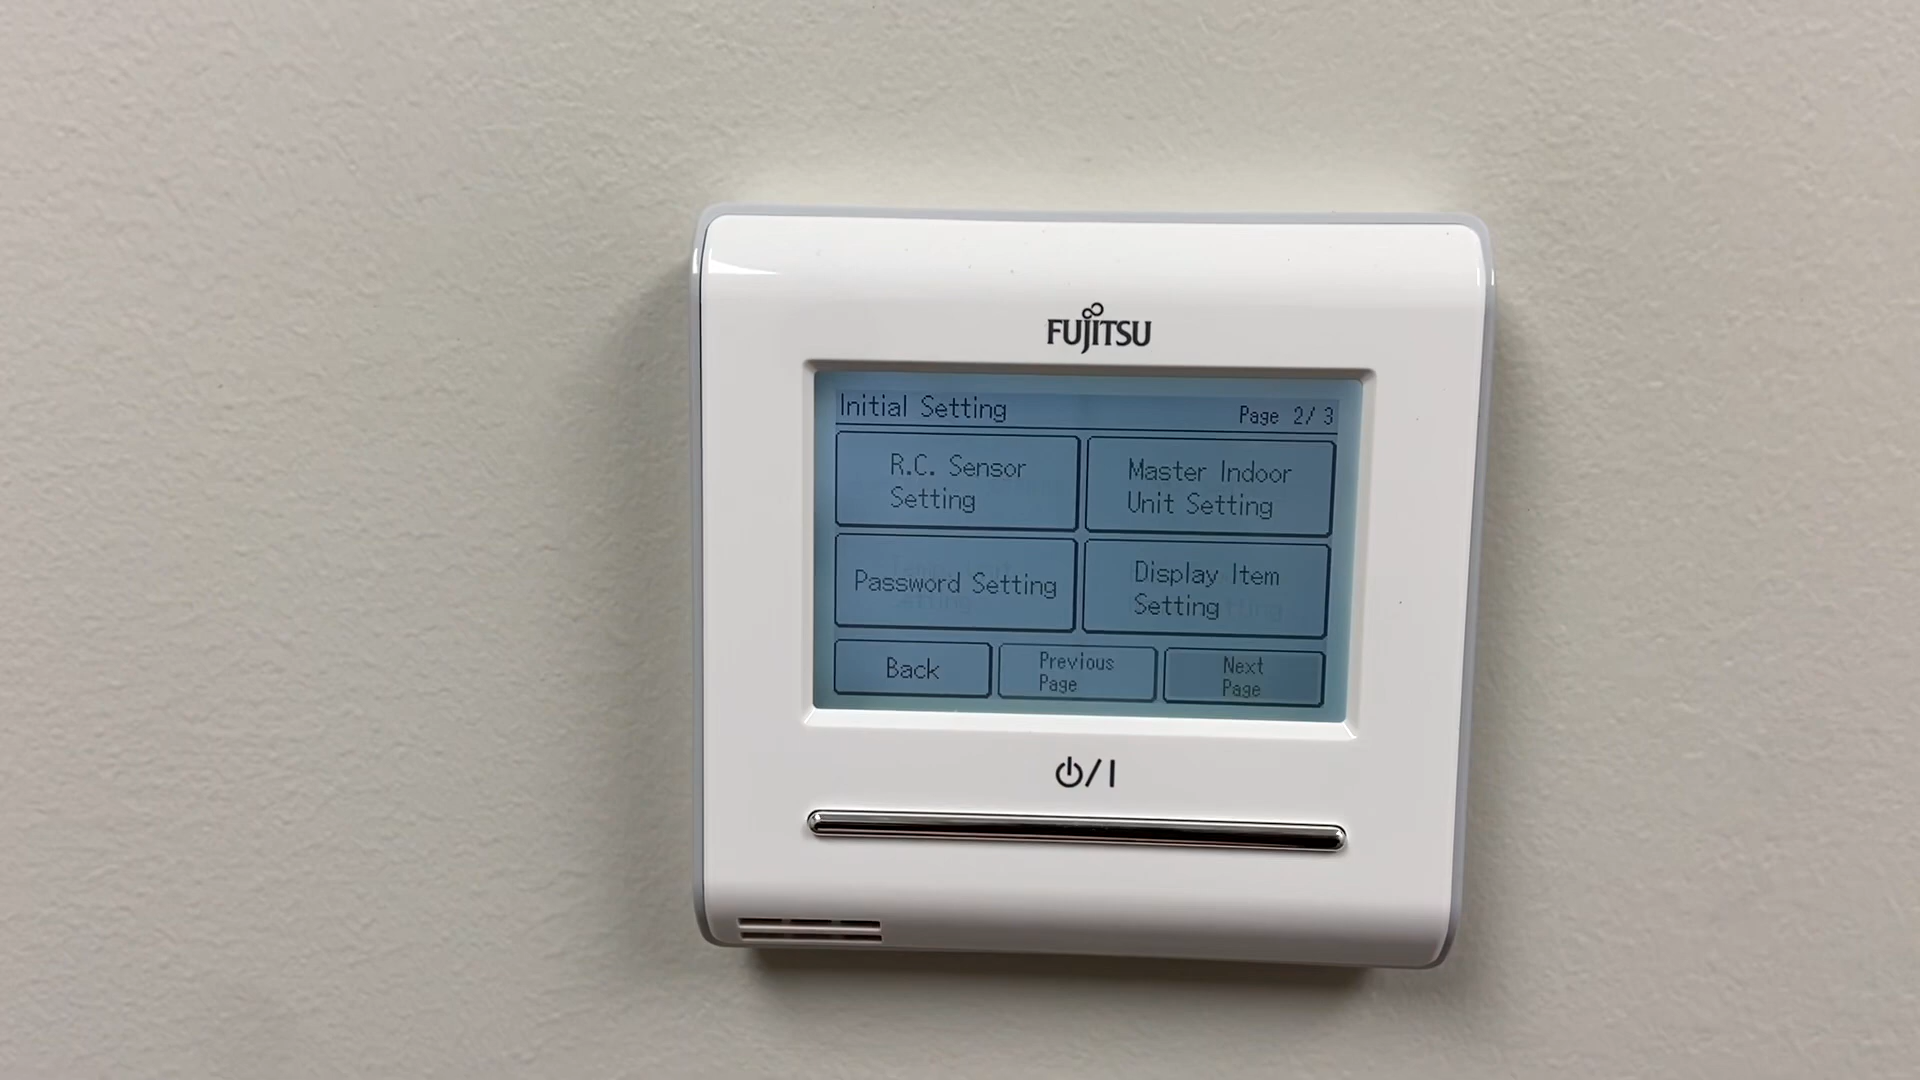 FUJITSU
Initial Setting
Page 2/3
R.C. Sensor
Setting
Master Indoor
Unit Setting
Password Setting
Display Item
Setting
Back
Previous
Page
Next
Page